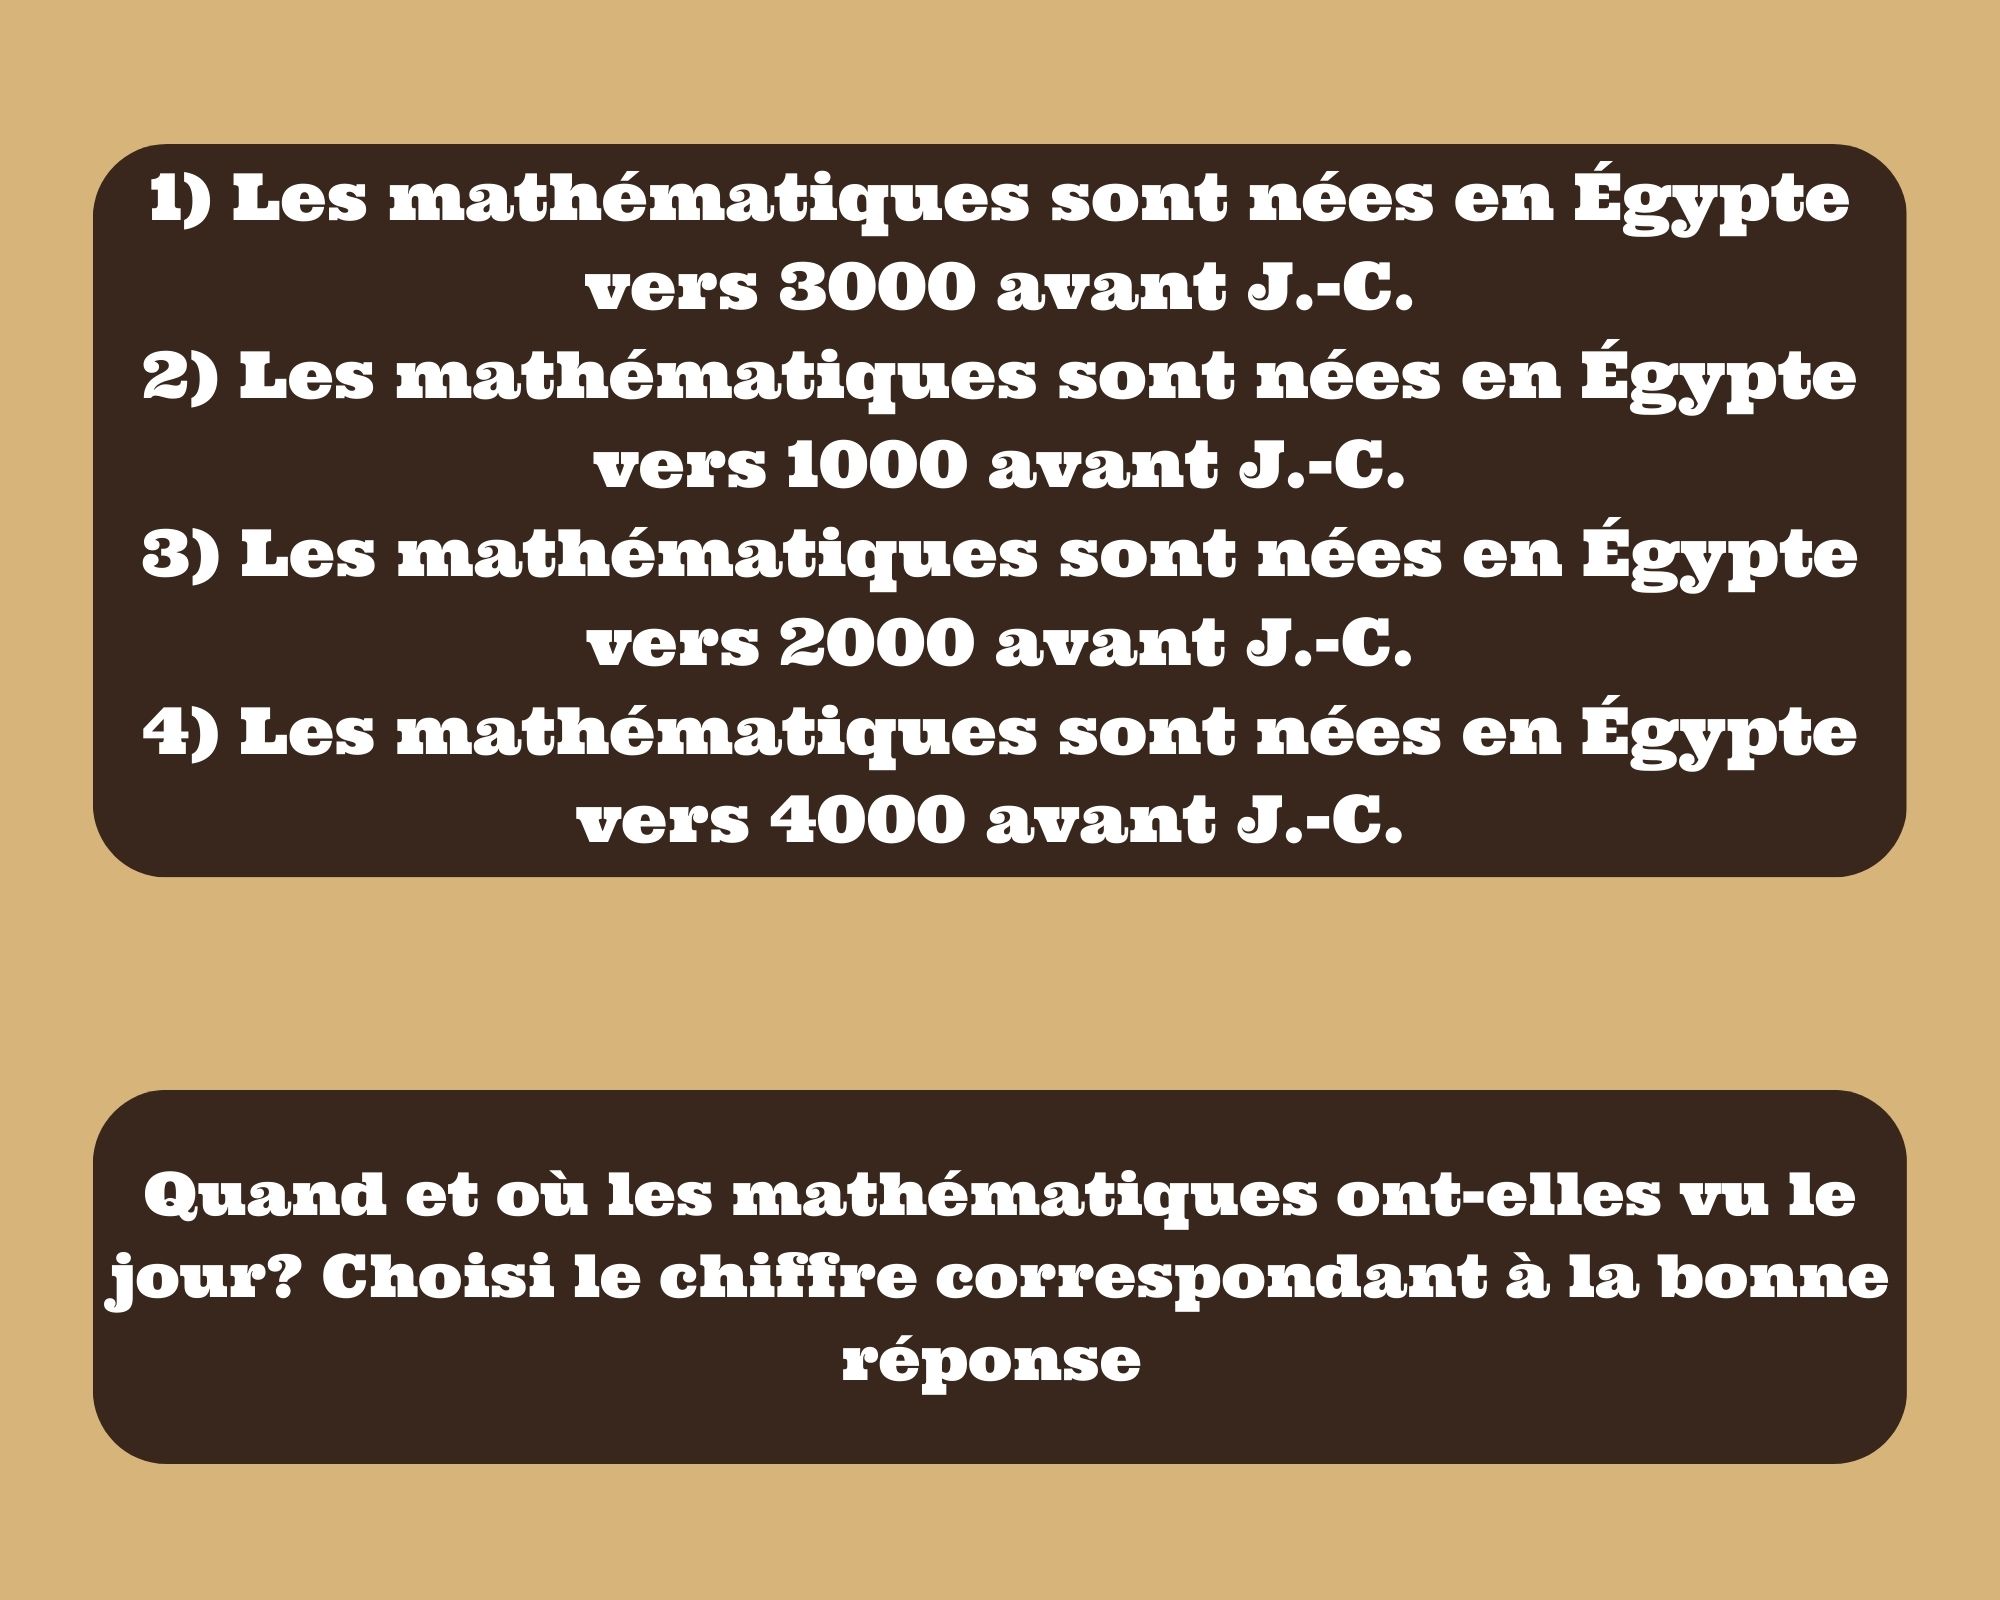 1) Les mathématiques sont nées en Égypte
vers 3000 avant J.-C.
2) Les mathématiques sont nées en Égypte
vers 1000 avant J.-C.
3) Les mathématiques sont nées en Égypte
vers 2000 avant J.-C.
4) Les mathématiques sont nées en Égypte
vers 4000 avant J.-C.
Quand et où les mathématiques ont-elles vu le
jour? Choisi le chiffre correspondant à la bonne
réponse